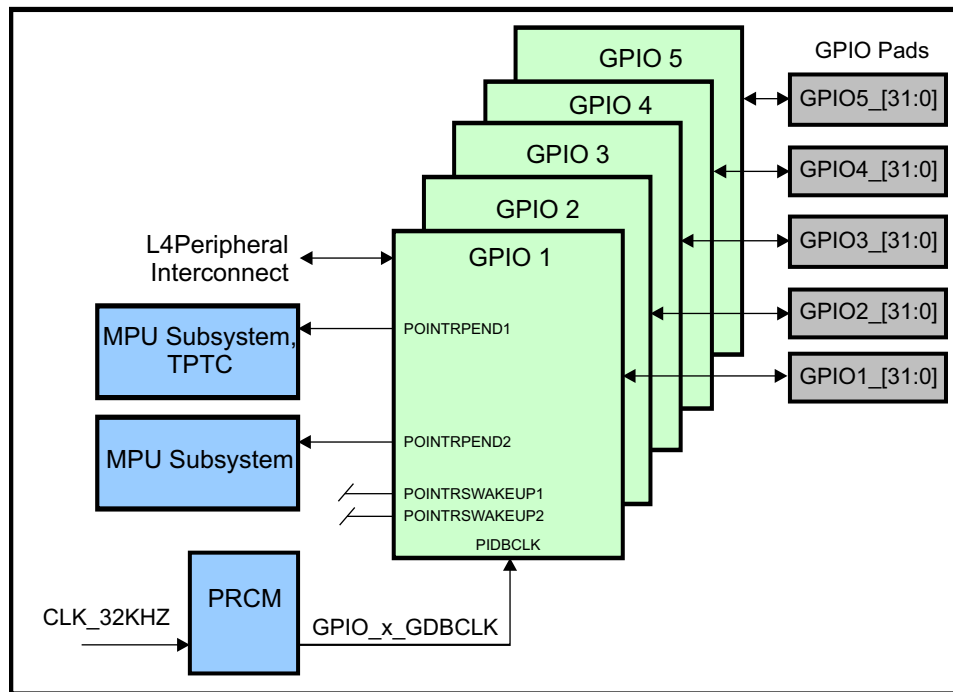 GPIO 5
GPIO Pads
GPIO5_[31:0]
GPIO 4
GPIO 3
GPIO4_[31:0]
GPIO 2
GPIO3_[31:0]
L4Peripheral
Interconnect
GPIO 1
GPIO2_[31:0]
MPU Subsystem,
TPTC
POINTRPEND1
GPIO1_[31:0]
MPU Subsystem
POINTRPEND2
POINTRSWAKEUP1
POINTRSWAKEUP2
PIDBCLK
PRCM
CLK_32KHZ
GPIO_x_GDBCLK